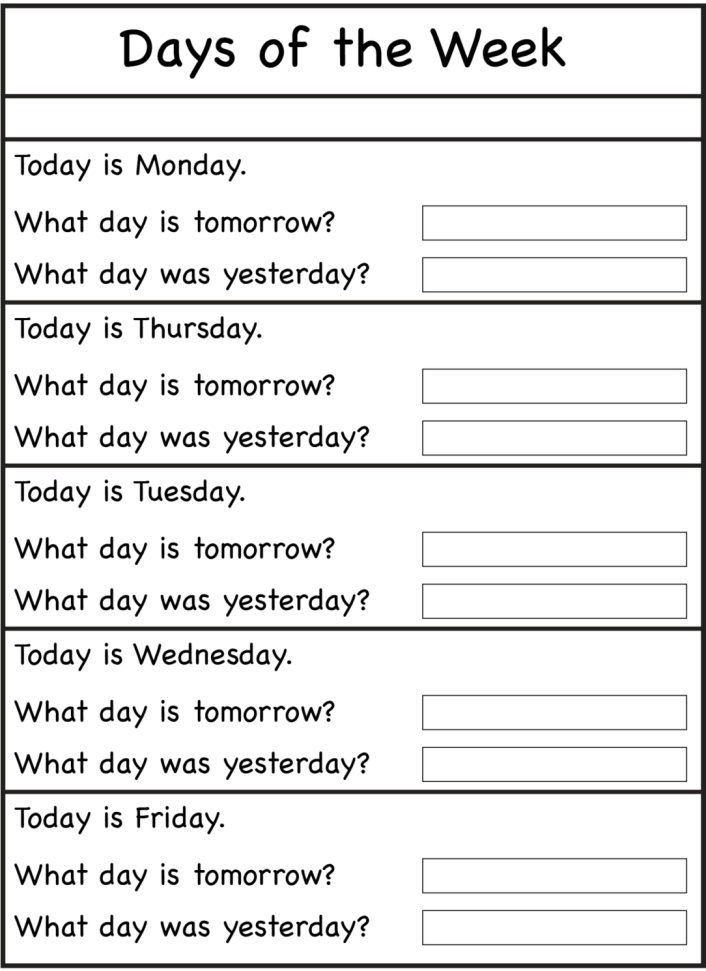 Days of the Week
Today is Monday.
What day is tomorrow?
What day was yesterday?
Today is Thursday.
What day is tomorrow?
What day was yesterday?
Today is Tuesday.
What day is tomorrow?
What day was yesterday?
Today is Wednesday.
What day is tomorrow?
What day was yesterday?
Today is Friday.
What day is tomorrow?
What day was yesterday?